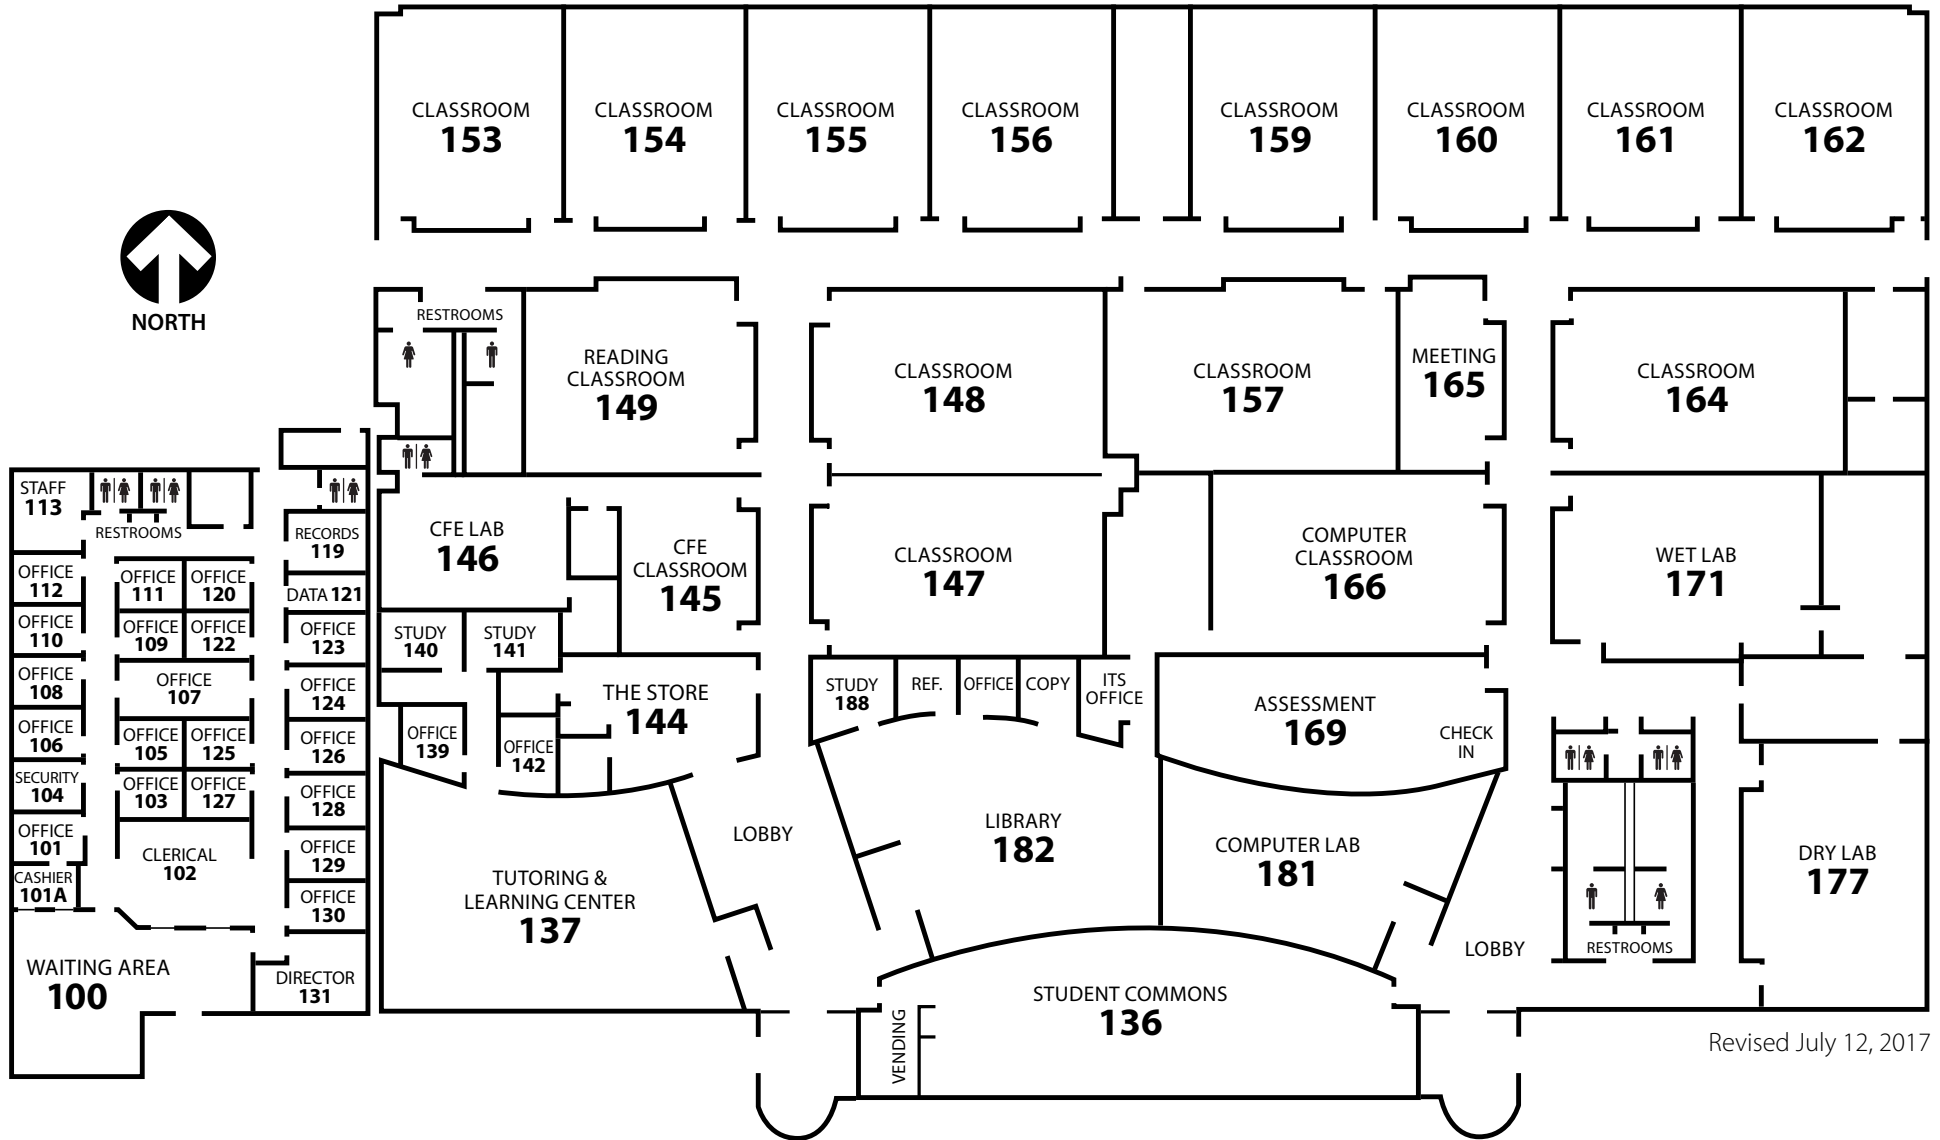 CLASSROOM
153
CLASSROOM
154
CLASSROOM
155
CLASSROOM
156
CLASSROOM
159
CLASSROOM
160
CLASSROOM
161
CLASSROOM
162
NORTH
RESTROOMS
READING
CLASSROOM
149
CLASSROOM
148
CLASSROOM
157
MEETING
165
CLASSROOM
164
STAFF
113
RESTROOMS
RECORDS
119
CFE LAB
146
CFE
CLASSROOM
145
CLASSROOM
147
COMPUTER
CLASSROOM
166
WET LAB
171
OFFICE
112
OFFICE
111
OFFICE
120
DATA 121
OFFICE
110
OFFICE
109
OFFICE
122
OFFICE
123
STUDY
140
STUDY
141
OFFICE
108
OFFICE
107
OFFICE
124
THE STORE
144
STUDY
188
REF.
OFFICE
COPY
ITS
OFFICE
ASSESSMENT
169
CHECK
IN
OFFICE
106
OFFICE
105
OFFICE
125
OFFICE
126
OFFICE
139
OFFICE
142
SECURITY
104
OFFICE
103
OFFICE
127
OFFICE
128
OFFICE
101
CLERICAL
102
OFFICE
129
LOBBY
LIBRARY
182
COMPUTER LAB
181
DRY LAB
177
CASHIER
101A
OFFICE
130
TUTORING &
LEARNING CENTER
137
LOBBY
RESTROOMS
WAITING AREA
100
DIRECTOR
131
STUDENT COMMONS
136
VENDING
Revised July 12, 2017